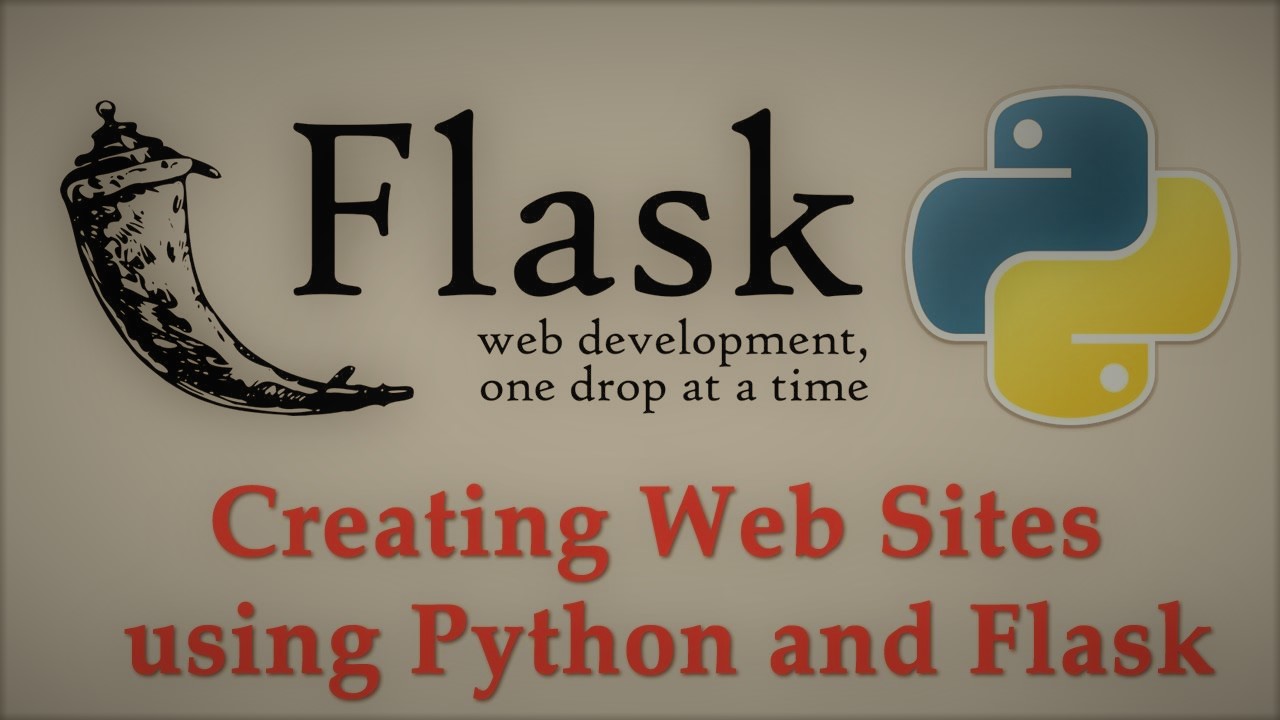 Flask
web development,
one drop at a time
Creating Web Sites
using Python and Flask